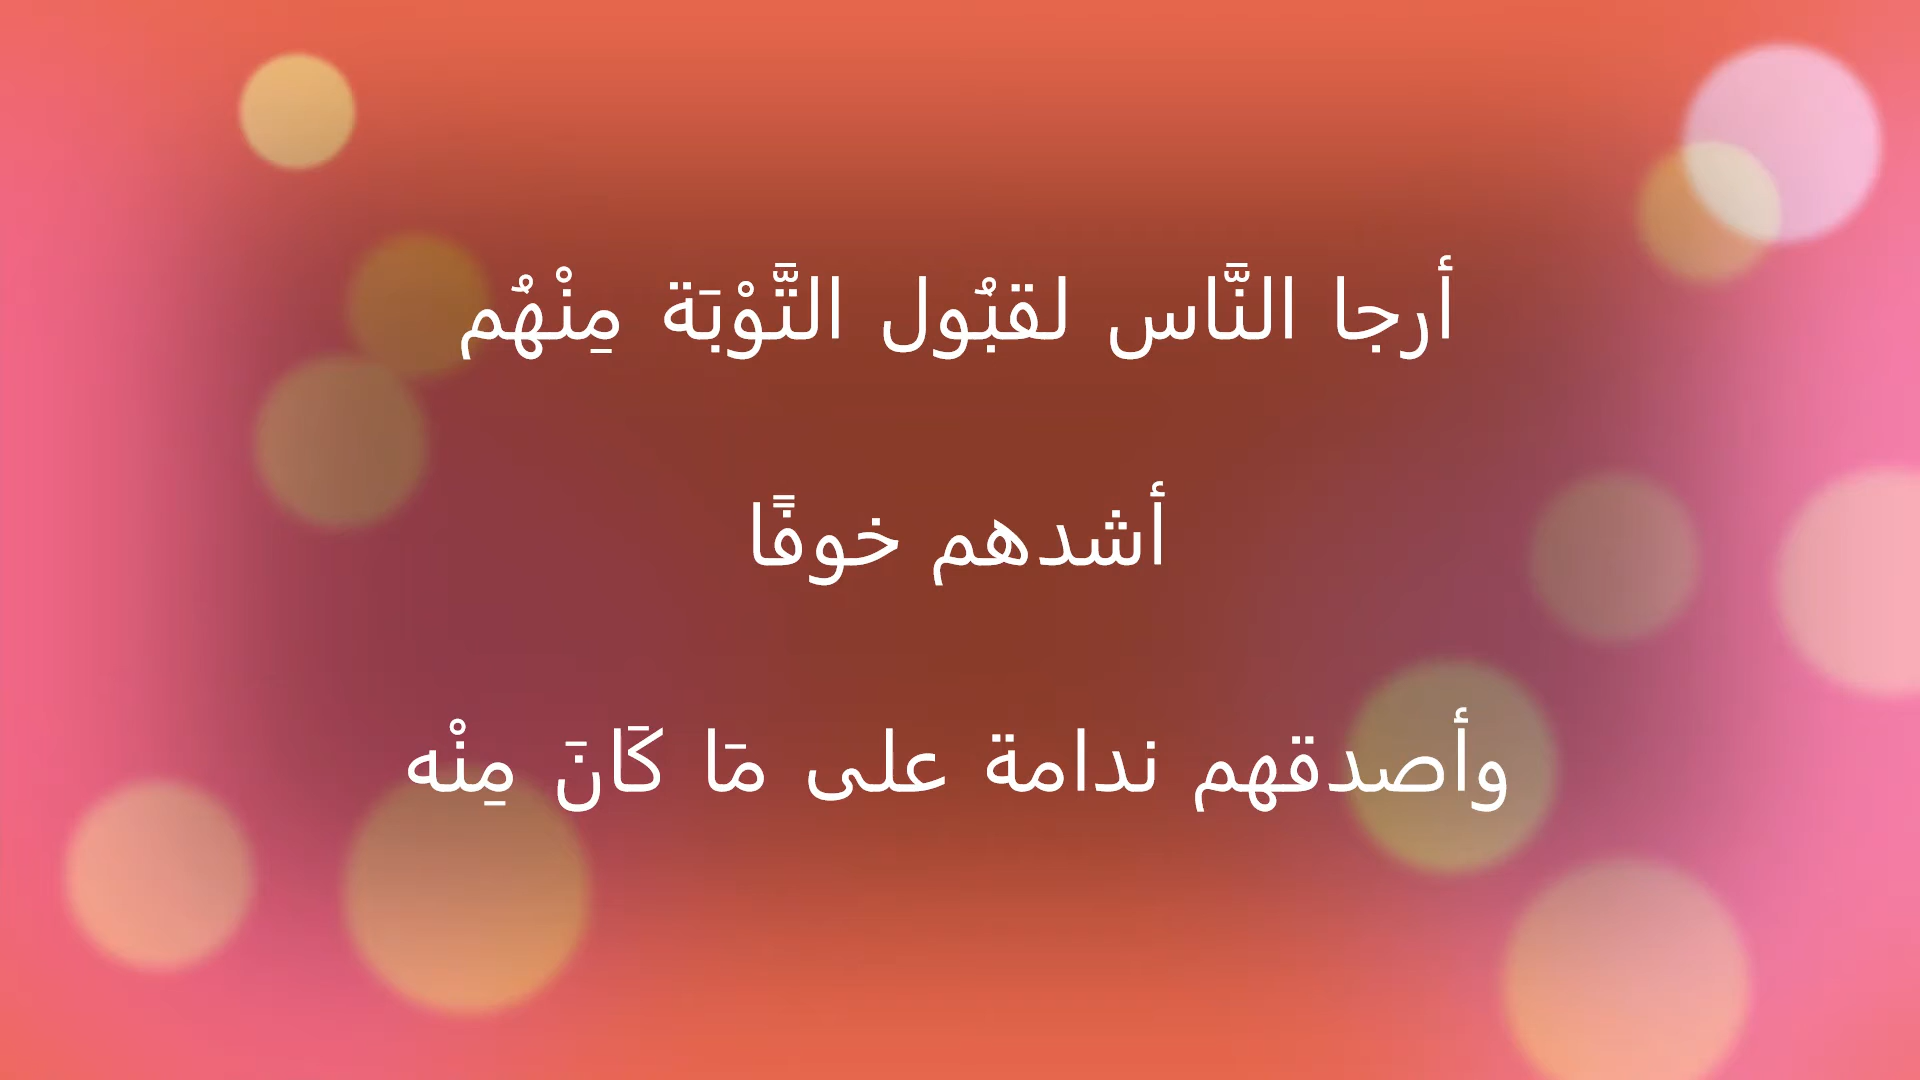 أرجا النَّاس لقبُول التَّوْبَة مِنْهُم
أشدهم خوفًا
وأصدقهم ندامة على مَا كَانَ مِنْه